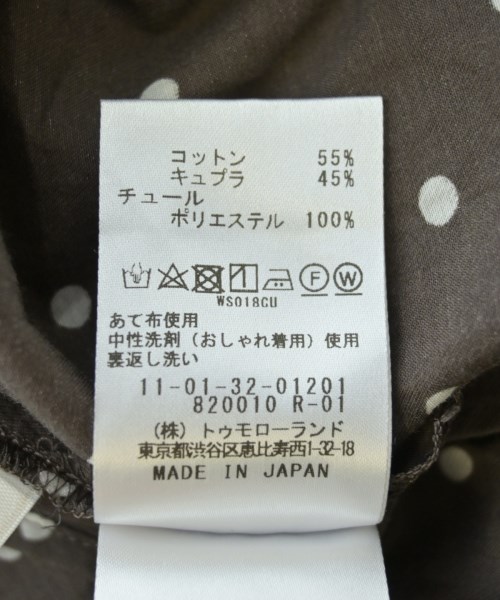 コットン 55%
キュプラ 45%
チュール
ポリエステル 100%
F W
WS018CU
あて布使用
中性洗剤（おしゃれ着用）使用
裏返し洗い
11-01-32-01201
820010 R-01
（株）トゥモローランド
東京都渋谷区恵比寿西1-32-18
MADE IN JAPAN